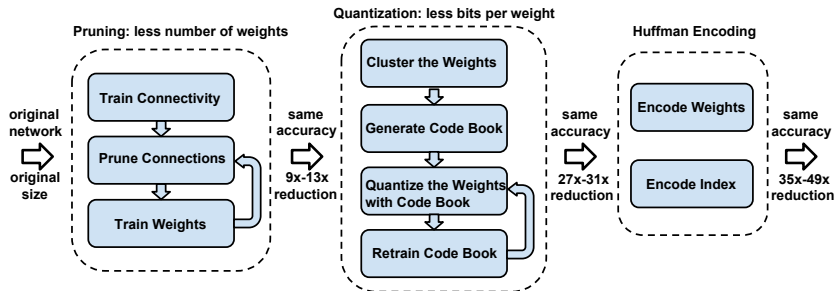 Pruning: less number of weights
Train Connectivity
Prune Connections
Train Weights
original
network
original
size
same
accuracy
9x-13x
reduction
Quantization: less bits per weight
Cluster the Weights
Generate Code Book
Quantize the Weights
with Code Book
Retrain Code Book
same
accuracy
27x-31x
reduction
Huffman Encoding
Encode Weights
Encode Index
same
accuracy
35x-49x
reduction